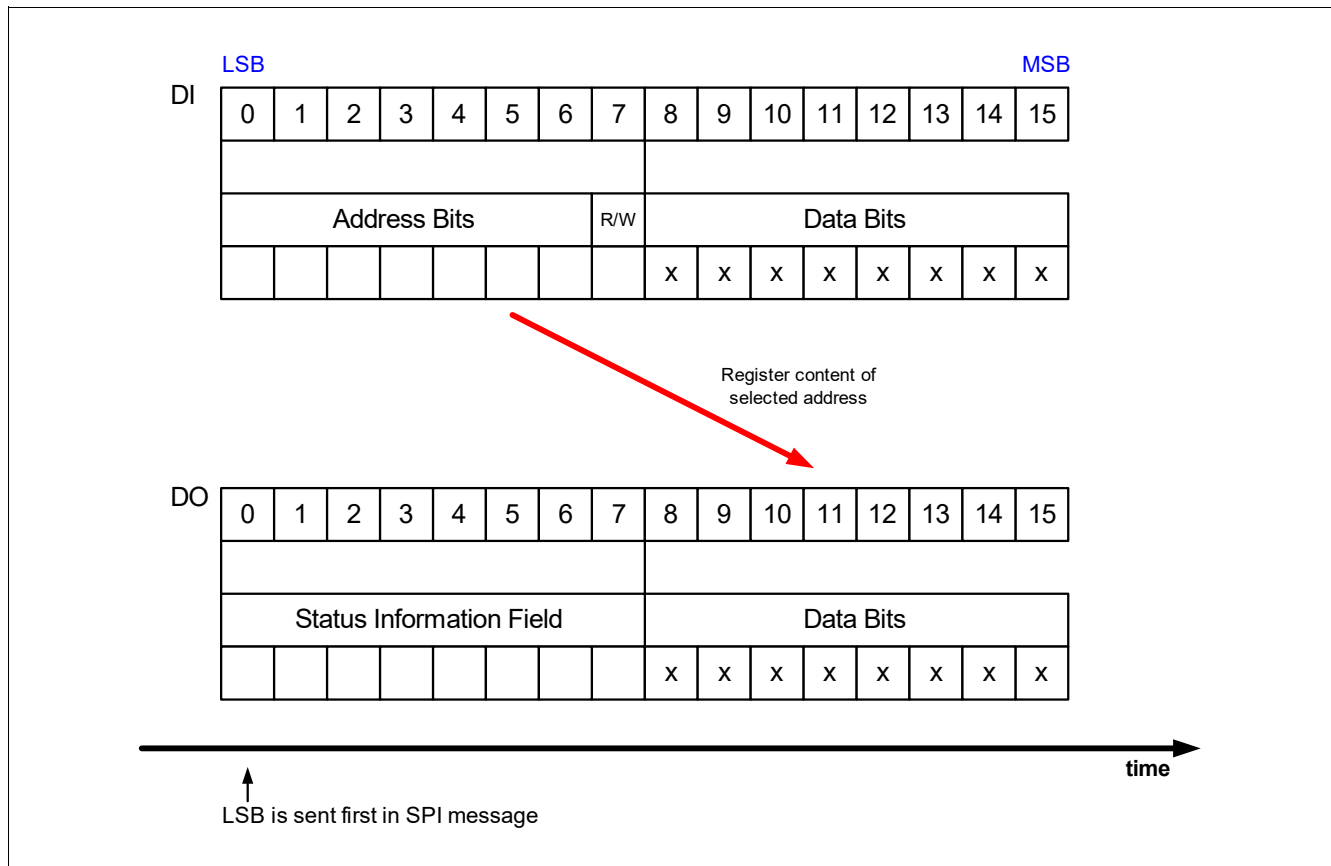 LSB MSB
DI
0 1 2 3 4 5 6 7 8 9 10 11 12 13 14 15
Address Bits R/W Data Bits
x x x x x x x x
Register content of
selected address
DO
0 1 2 3 4 5 6 7 8 9 10 11 12 13 14 15
Status Information Field Data Bits
x x x x x x x x
time
LSB is sent first in SPI message